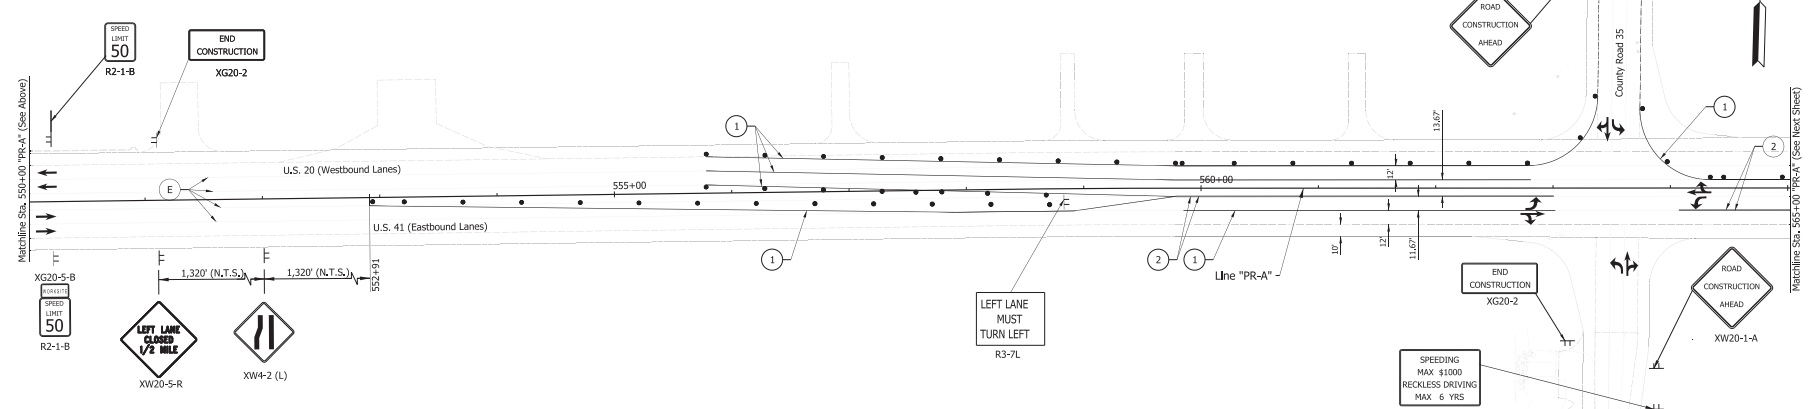 SPEED
LIMIT
50
R2-1-B
END
CONSTRUCTION
XG20-2
ROAD
CONSTRUCTION
AHEAD
County Road 35
Matchline Sta. 550+00 "PR-A" (See Above)
U.S. 20 (Westbound Lanes)
E
1
555+00
560+00
13.67'
12'
1
2
Matchline Sta. 565+00 "PR-A" (See Next Sheet)
U.S. 41 (Eastbound Lanes)
1
2
1
Line "PR-A"
10'
12'
11.67'
1,320' (N.T.S.)
1,320' (N.T.S.)
552+91
XG20-5-B
WORKSITE
SPEED
LIMIT
50
R2-1-B
LEFT LANE
CLOSED
1/2 MILE
XW20-5-R
XW4-2 (L)
LEFT LANE
MUST
TURN LEFT
R3-7L
END
CONSTRUCTION
XG20-2
ROAD
CONSTRUCTION
AHEAD
XW20-1-A
SPEEDING
MAX $1000
RECKLESS DRIVING
MAX 6 YRS